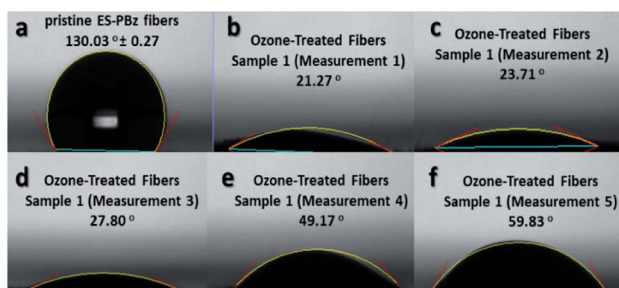 a
pristine ES-PBz fibers
130.03 º± 0.27
b
Ozone-Treated Fibers
Sample 1 (Measurement 1)
21.27 º
c
Ozone-Treated Fibers
Sample 1 (Measurement 2)
23.71 º
d
Ozone-Treated Fibers
Sample 1 (Measurement 3)
27.80 º
e
Ozone-Treated Fibers
Sample 1 (Measurement 4)
49.17 º
f
Ozone-Treated Fibers
Sample 1 (Measurement 5)
59.83 º